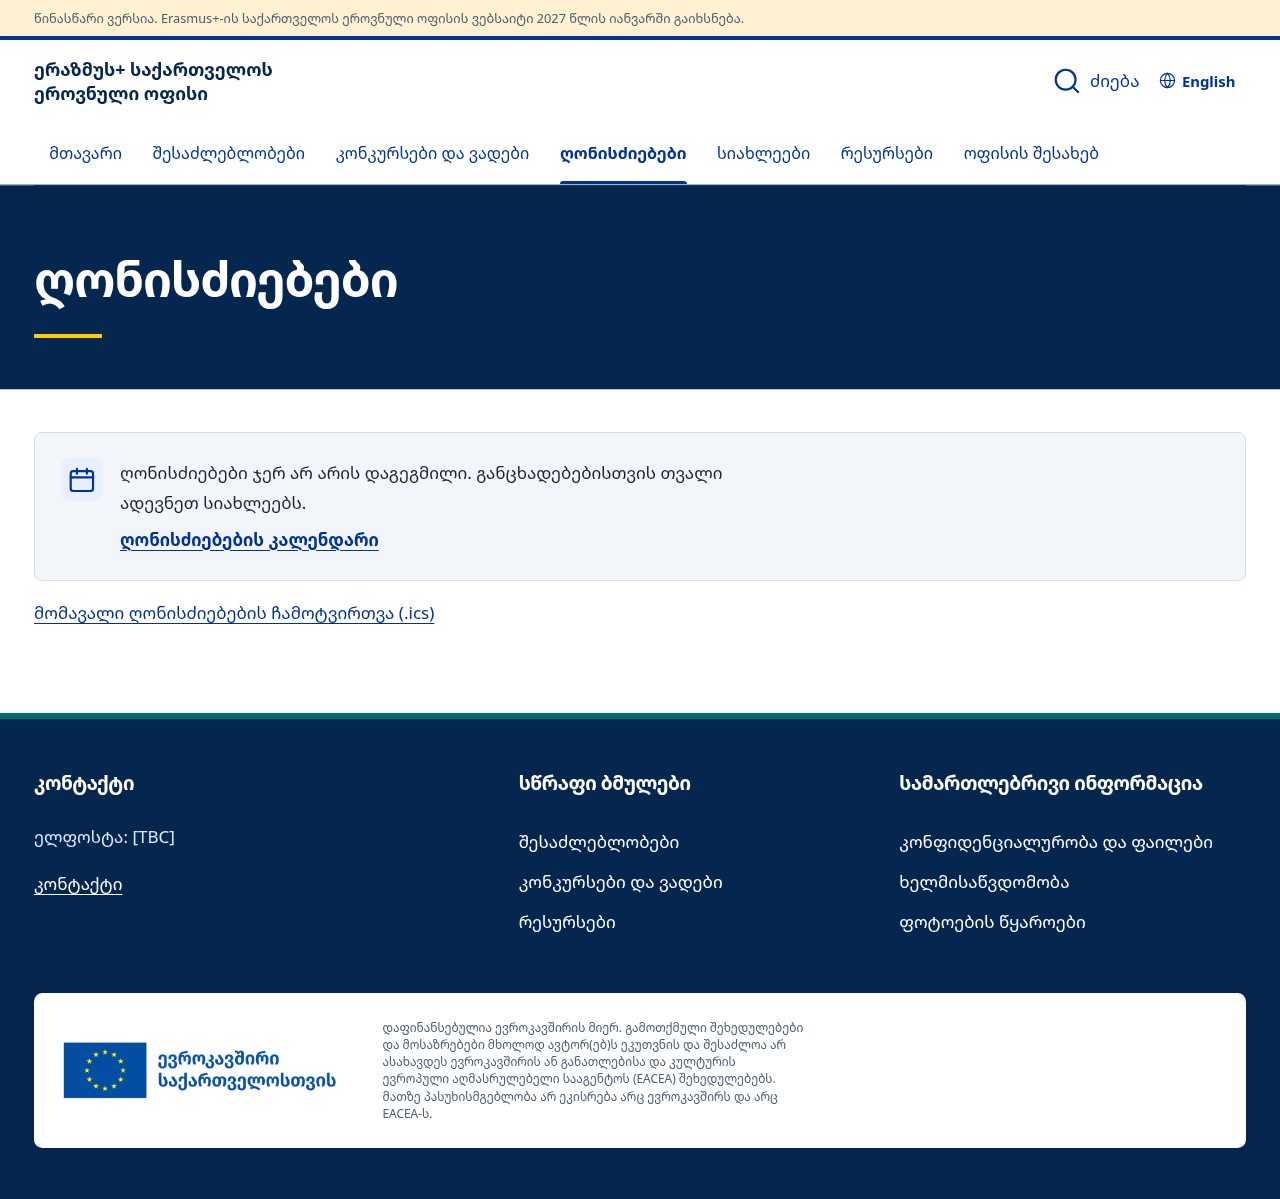 წინასწარი ვერსია. Erasmus+-ის საქართველოს ეროვნული ოფისის ვებსაიტი 2027 წლის იანვარში გაიხსნება.
ერაზმუს+ საქართველოს
ეროვნული ოფისი
ძიება
English
მთავარი
შესაძლებლობები
კონკურსები და ვადები
ღონისძიებები
სიახლეები
რესურსები
ოფისის შესახებ
ღონისძიებები
ღონისძიებები ჯერ არ არის დაგეგმილი. განცხადებებისთვის თვალი
ადევნეთ სიახლეებს.
ღონისძიებების კალენდარი
მომავალი ღონისძიებების ჩამოტვირთვა (.ics)
კონტაქტი
ელფოსტა: [TBC]
კონტაქტი
სწრაფი ბმულები
შესაძლებლობები
კონკურსები და ვადები
რესურსები
სამართლებრივი ინფორმაცია
კონფიდენციალურობა და ფაილები
ხელმისაწვდომობა
ფოტოების წყაროები
ევროკავშირი
საქართველოსთვის
დაფინანსებულია ევროკავშირის მიერ. გამოთქმული შეხედულებები
და მოსაზრებები მხოლოდ ავტორ(ებ)ს ეკუთვნის და შესაძლოა არ
ასახავდეს ევროკავშირის ან განათლებისა და კულტურის
ევროპული აღმასრულებელი სააგენტოს (EACEA) შეხედულებებს.
მათზე პასუხისმგებლობა არ ეკისრება არც ევროკავშირს და არც
EACEA-ს.